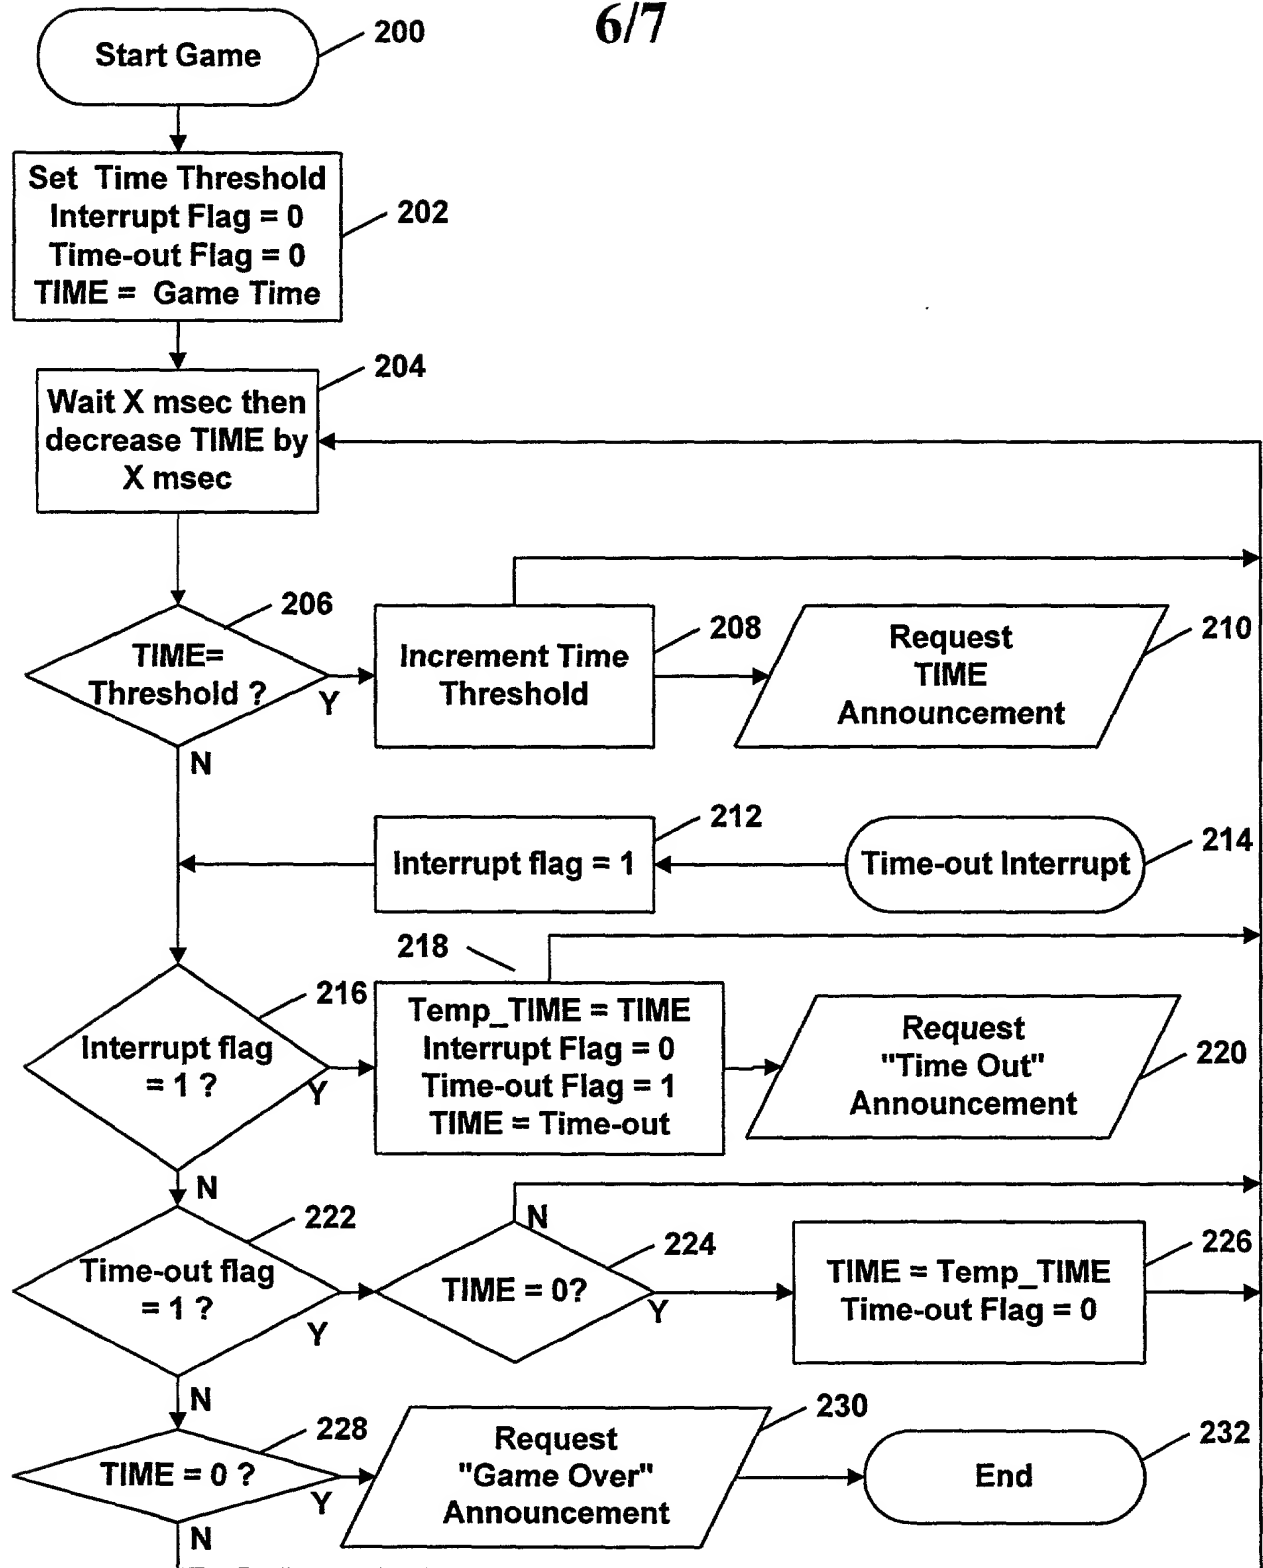 6/7
Start Game
200
Set Time Threshold
Interrupt Flag = 0
Time-out Flag = 0
TIME = Game Time
202
204
Wait X msec then
decrease TIME by
X msec
206
TIME=
Threshold ?
Y
N
208
Increment Time
Threshold
210
Request
TIME
Announcement
212
Interrupt flag = 1
214
Time-out Interrupt
216
Interrupt flag
= 1 ?
Y
N
218
Temp_TIME = TIME
Interrupt Flag = 0
Time-out Flag = 1
TIME = Time-out
220
Request
"Time Out"
Announcement
222
Time-out flag
= 1 ?
Y
N
224
N
TIME = 0?
Y
226
TIME = Temp_TIME
Time-out Flag = 0
228
TIME = 0 ?
Y
N
230
Request
"Game Over"
Announcement
232
End